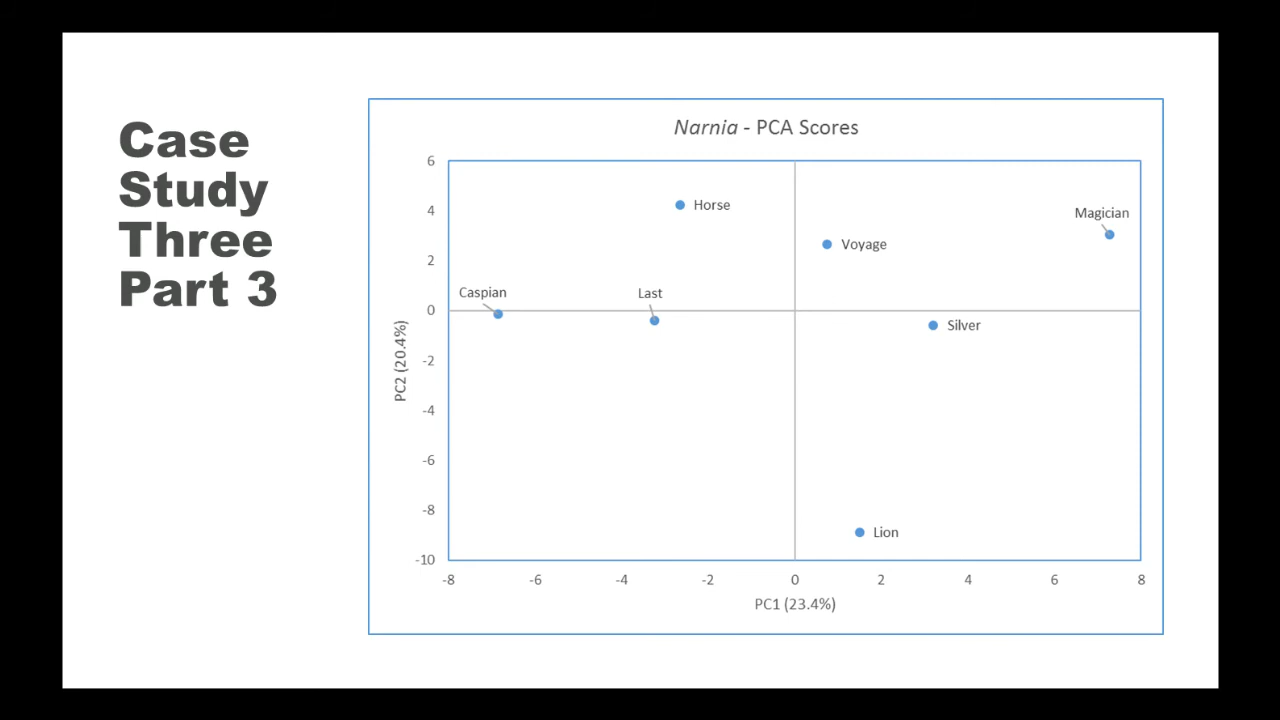 Case
Study
Three
Part 3
Narnia - PCA Scores
6
4
2
0
-2
-4
-6
-8
-10
PC2 (20.4%)
Horse
Voyage
Magician
Caspian
Last
Silver
Lion
-8 -6 -4 -2 0 2 4 6 8
PC1 (23.4%)